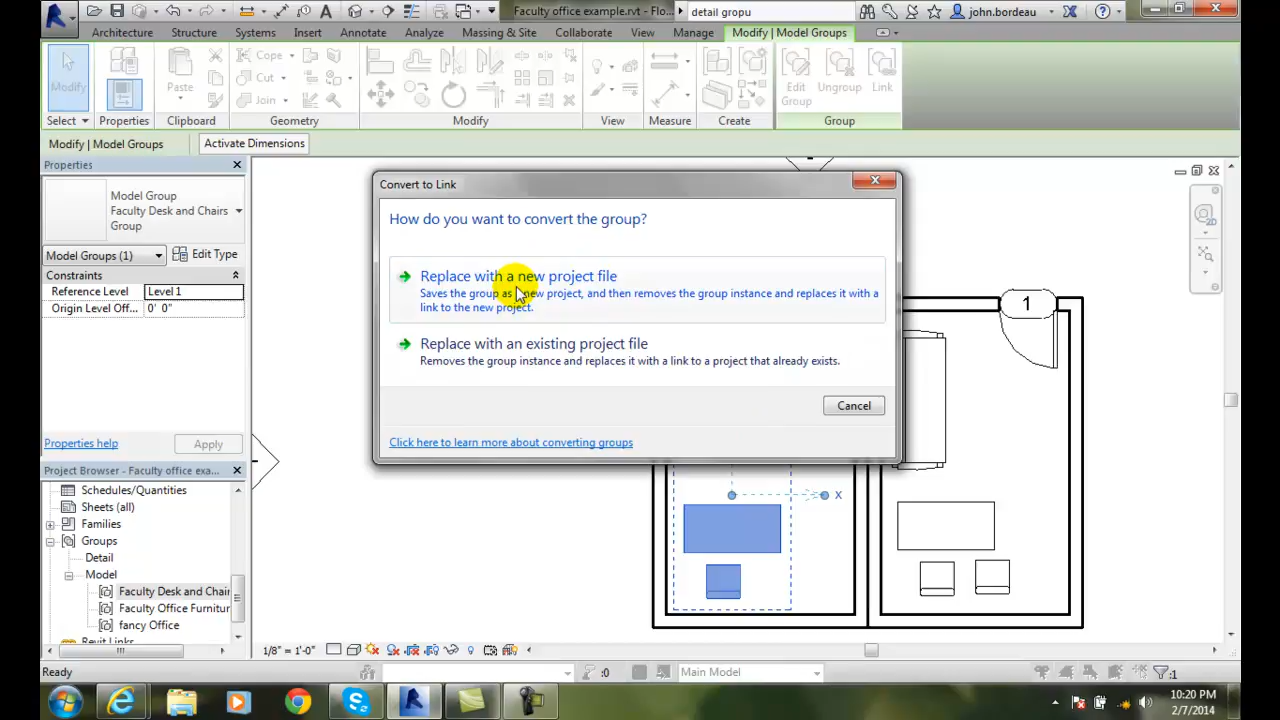 Faculty office example.rvt - Flo...
detail gropu
john.bordeau
Architecture Structure Systems Insert Annotate Analyze Massing & Site Collaborate View Manage Modify | Model Groups
Modify
Cope
Cut
Join
Paste
Edit Group
Ungroup
Link
Select Properties Clipboard Geometry Modify View Measure Create Group
Modify | Model Groups
Activate Dimensions
Properties
Model Group
Faculty Desk and Chairs
Group
Model Groups (1)
Edit Type
Constraints
Reference Level Level 1
Origin Level Off... 0' 0"
Properties help
Apply
Project Browser - Faculty office exa...
Schedules/Quantities
Sheets (all)
Families
Groups
Detail
Model
Faculty Desk and Chair
Faculty Office Furnitur
fancy Office
Revit Links
Convert to Link
How do you want to convert the group?
Replace with a new project file
Saves the group as a new project, and then removes the group instance and replaces it with a
link to the new project.
Replace with an existing project file
Removes the group instance and replaces it with a link to a project that already exists.
Cancel
Click here to learn more about converting groups
1
X
2D
1/8" = 1'-0"
Ready
:0
Main Model
:1
10:20 PM
2/7/2014